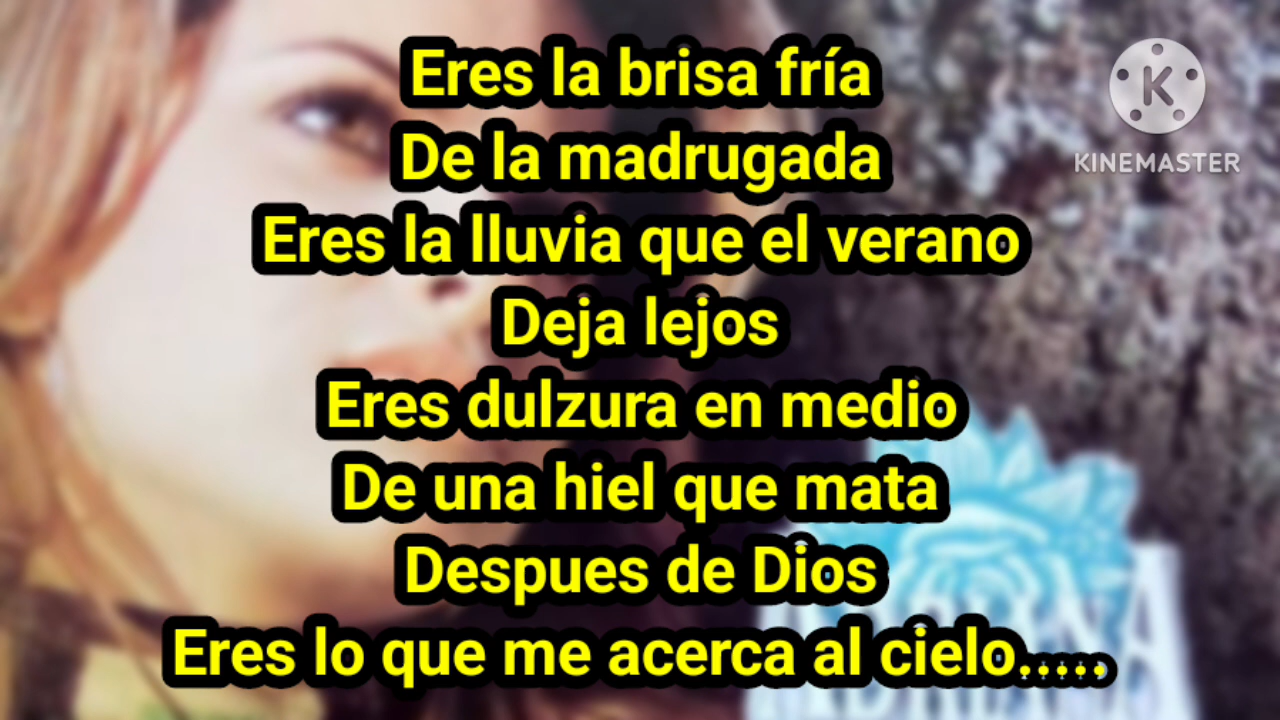 Eres la brisa fría
De la madrugada
Eres la lluvia que el verano
Deja lejos
Eres dulzura en medio
De una hiel que mata
Despues de Dios
Eres lo que me acerca al cielo.....
K
KINEMASTER